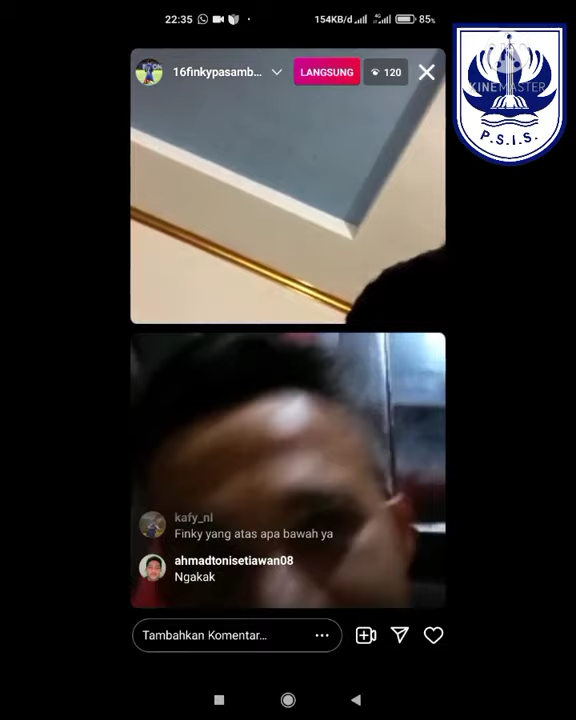 22:35
154KB/d
85%
16finkypasamb...
LANGSUNG
120
KINEMASTER
P.S.I.S.
kafy_nl
Finky yang atas apa bawah ya
ahmadtonisetiawan08
Ngakak
Tambahkan Komentar...